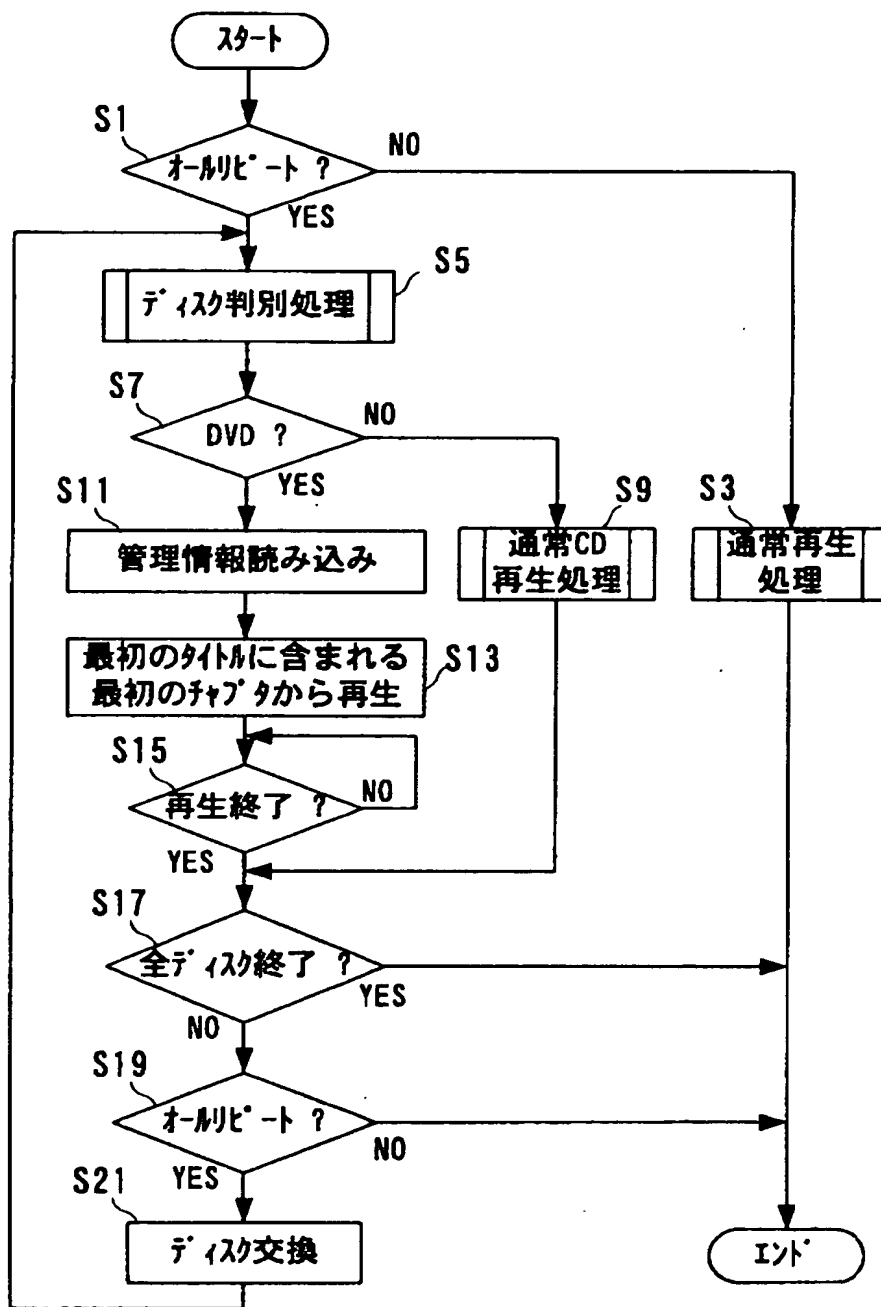 スタート
S1
オールリピート ?
NO
YES
ディスク判別処理
S5
S7
DVD ?
NO
YES
S11
管理情報読み込み
S9
通常CD
再生処理
S3
通常再生
処理
最初のタイトルに含まれる
最初のチャプタから再生
S13
S15
再生終了 ?
NO
YES
S17
全ディスク終了 ?
YES
NO
S19
オールリピート ?
NO
YES
S21
ディスク交換
エンド